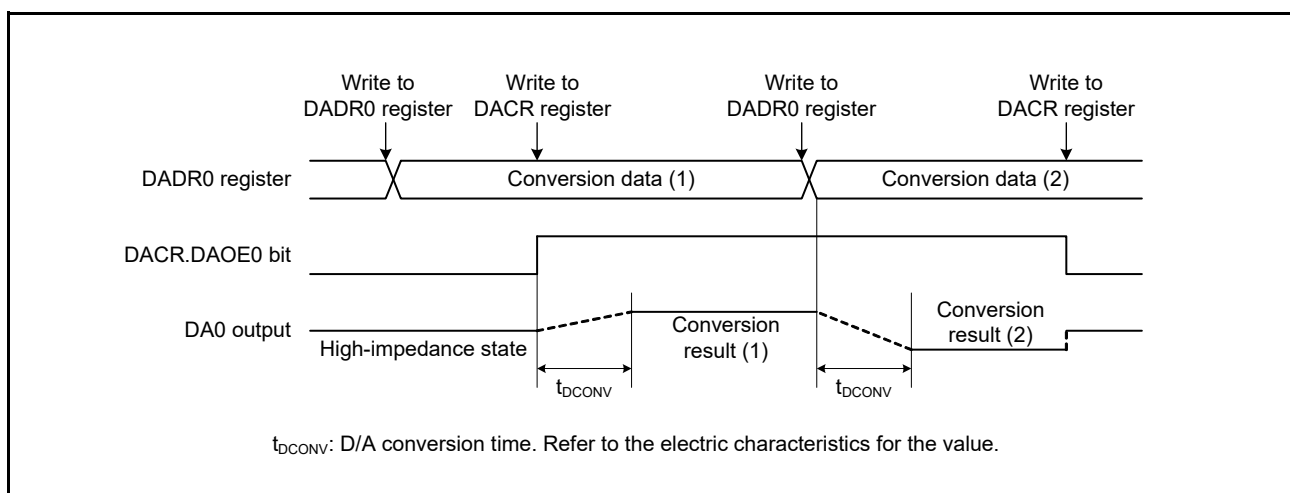 Write to
DADR0 register
Write to
DACR register
Write to
DADR0 register
Write to
DACR register
DADR0 register
Conversion data (1)
Conversion data (2)
DACR.DAOE0 bit
DA0 output
High-impedance state
Conversion
result (1)
Conversion
result (2)
tDCONV
tDCONV
tDCONV: D/A conversion time. Refer to the electric characteristics for the value.